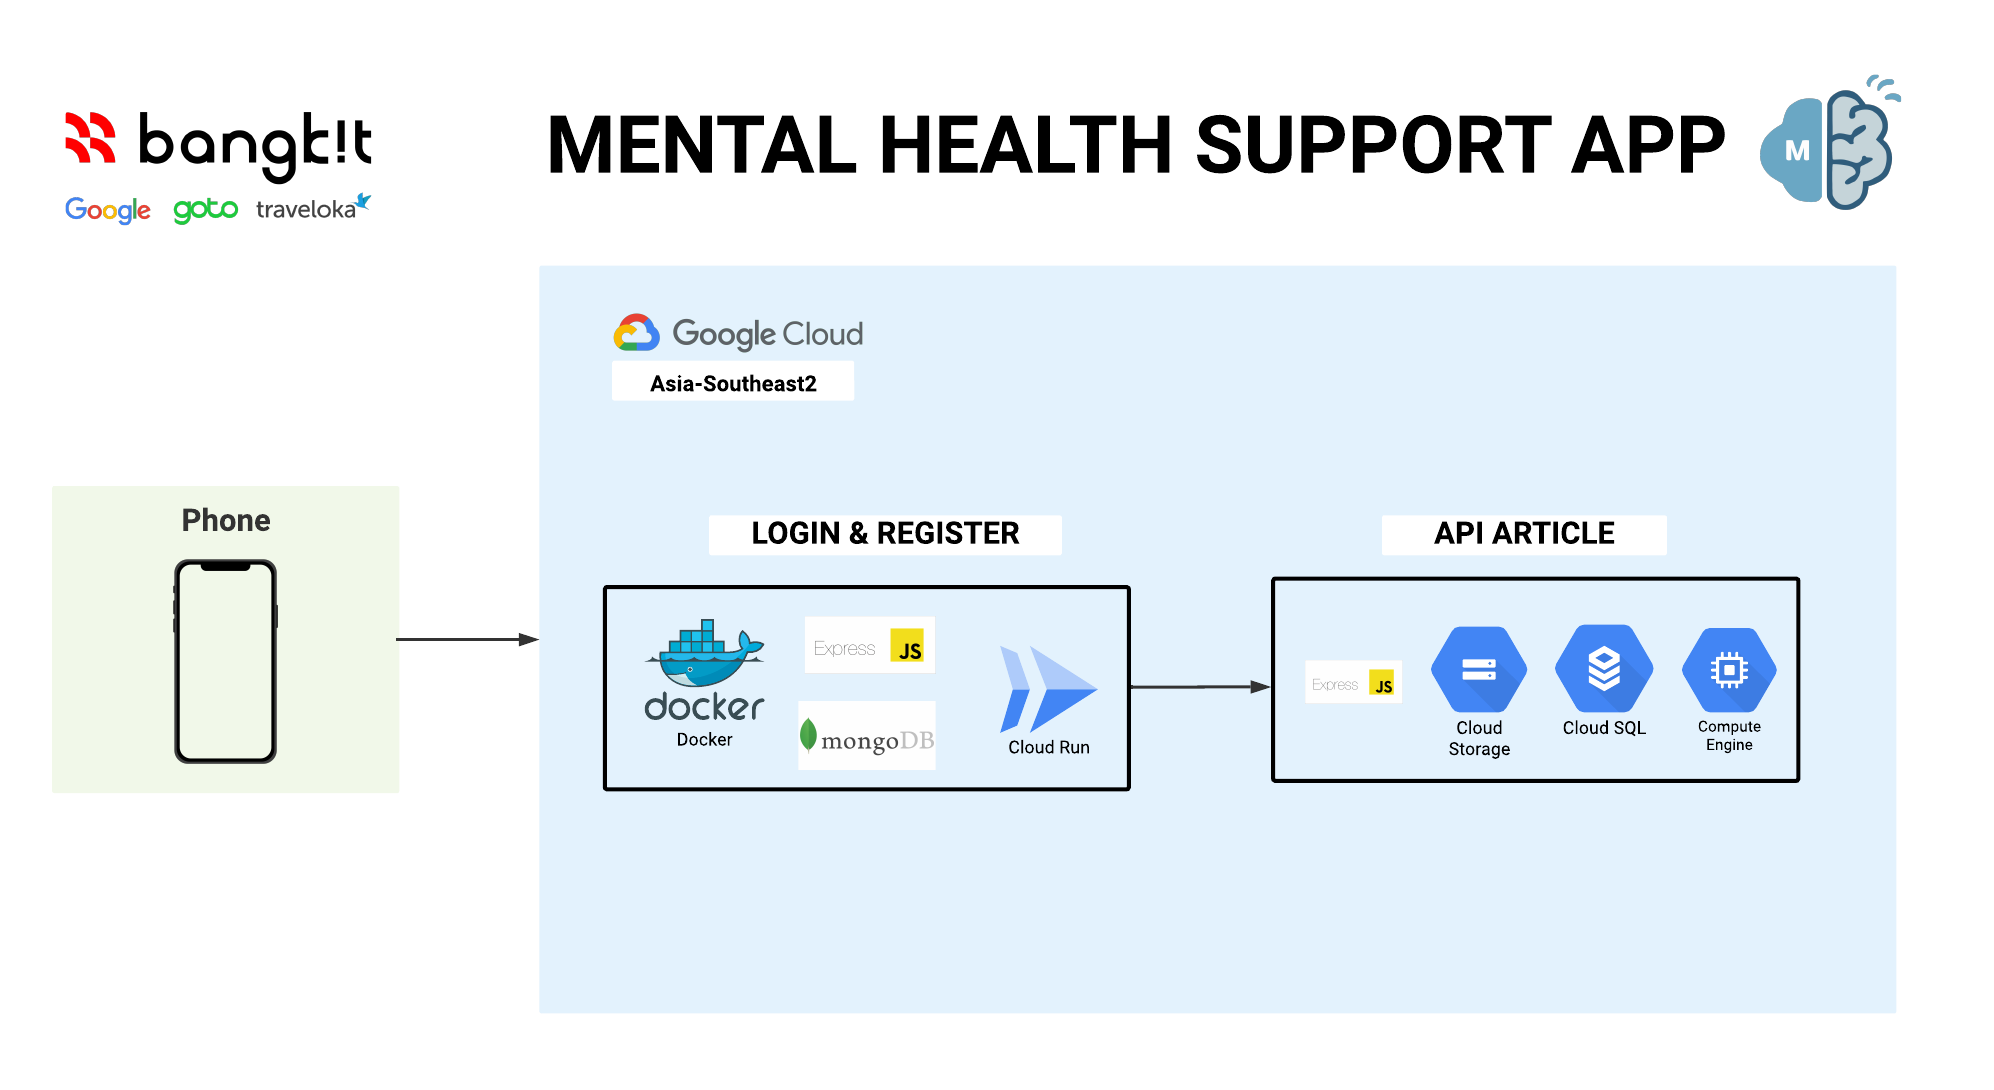 bangk!t
Google goto traveloka
MENTAL HEALTH SUPPORT APP
M
Google Cloud
Asia-Southeast2
Phone
LOGIN & REGISTER
API ARTICLE
Express JS
docker
Docker
mongoDB
Cloud Run
Express JS
Cloud
Storage
Cloud SQL
Compute
Engine